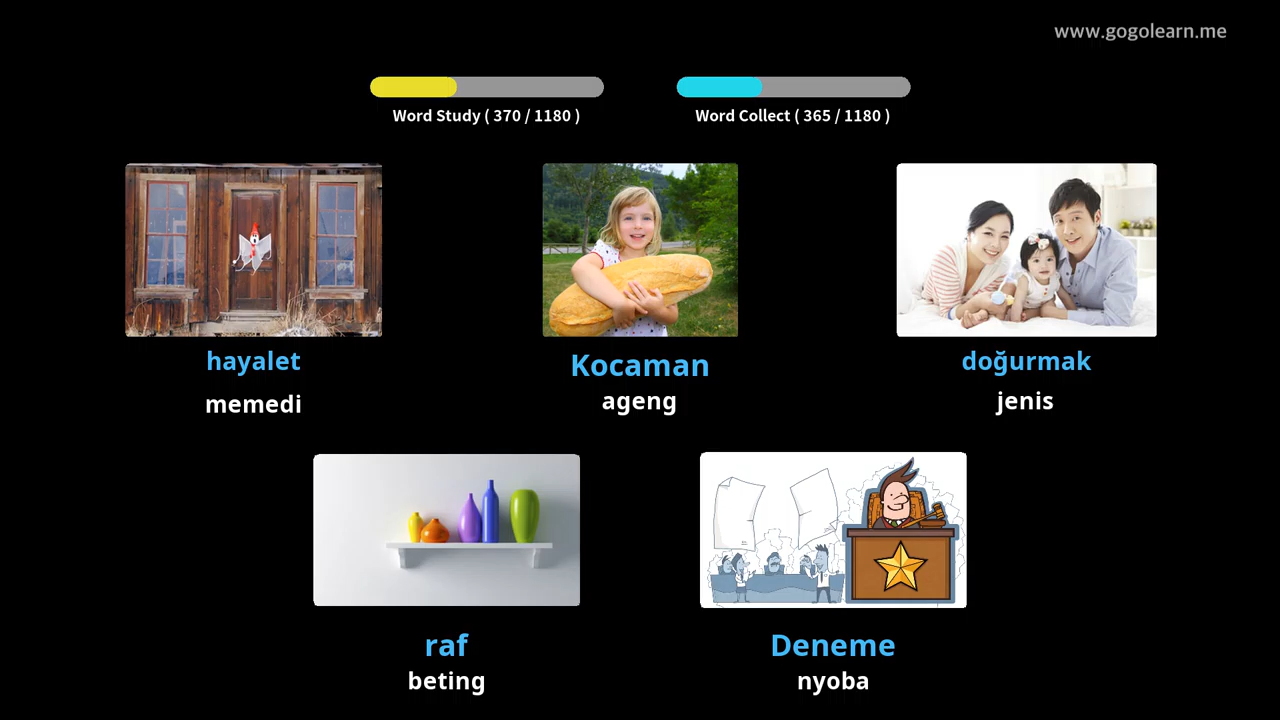 www.gogolearn.me
Word Study ( 370 / 1180 )
Word Collect ( 365 / 1180 )
hayalet
memedi
Kocaman
ageng
doğurmak
jenis
raf
beting
Deneme
nyoba